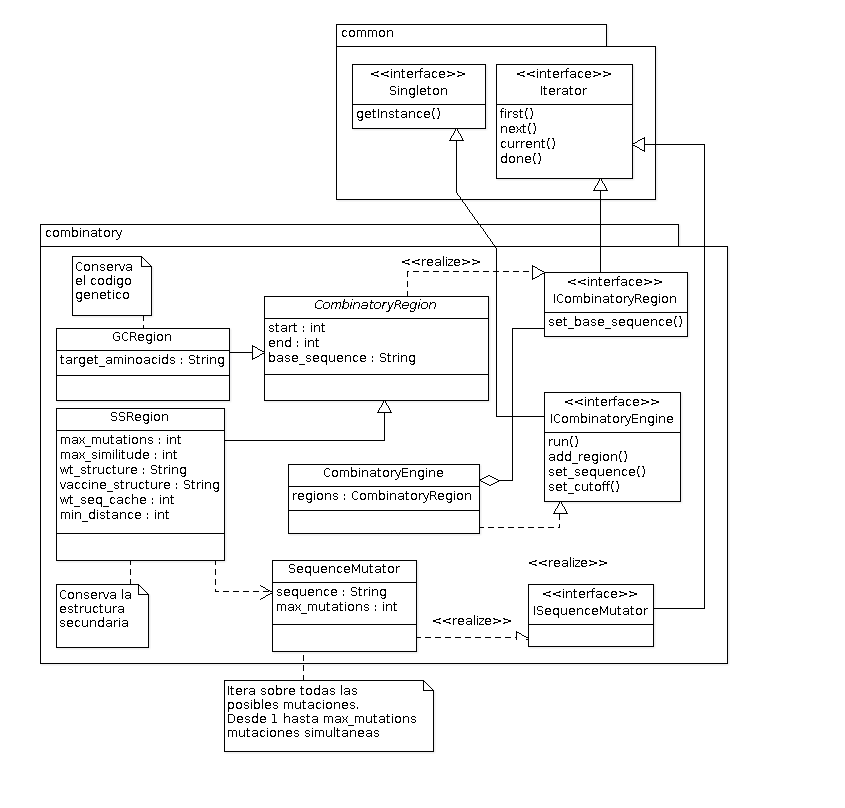 common
<<interface>>
Singleton
getInstance()
<<interface>>
Iterator
first()
next()
current()
done()
combinatory
Conserva
el codigo
genetico
GCRegion
target_aminoacids : String
<<realize>>
CombinatoryRegion
start : int
end : int
base_sequence : String
<<interface>>
ICombinatoryRegion
set_base_sequence()
SSRegion
max_mutations : int
max_similitude : int
wt_structure : String
vaccine_structure : String
wt_seq_cache : int
min_distance : int
<<interface>>
ICombinatoryEngine
run()
add_region()
set_sequence()
set_cutoff()
CombinatoryEngine
regions : CombinatoryRegion
<<realize>>
Conserva la
estructura
secundaria
SequenceMutator
sequence : String
max_mutations : int
<<realize>>
<<interface>>
ISequenceMutator
Itera sobre todas las
posibles mutaciones.
Desde 1 hasta max_mutations
mutaciones simultaneas